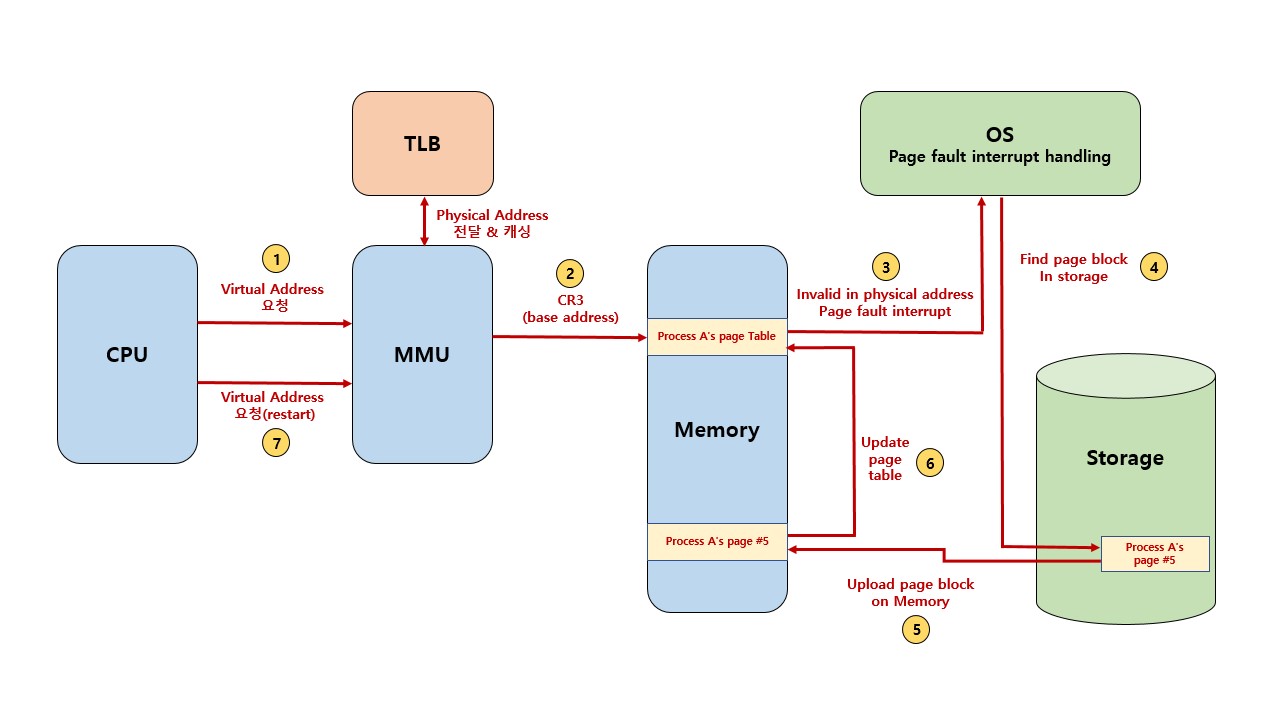 TLB
OS
Page fault interrupt handling
Physical Address
전달 & 캐싱
1
Virtual Address
요청
2
CR3
(base address)
3
Invalid in physical address
Page fault interrupt
Find page block
In storage
4
Process A's page Table
CPU
MMU
Virtual Address
요청(restart)
7
Memory
Update
page
table
6
Storage
Process A's page #5
Process A's
page #5
Upload page block
on Memory
5